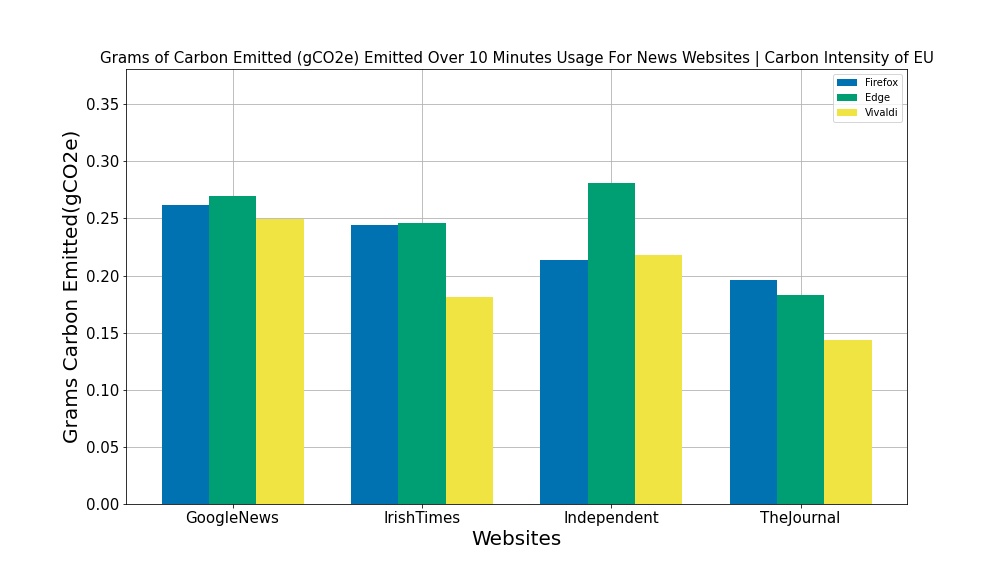 Grams of Carbon Emitted (gCO2e) Emitted Over 10 Minutes Usage For News Websites | Carbon Intensity of EU
Firefox
Edge
Vivaldi
Grams Carbon Emitted(gCO2e)
0.35
0.30
0.25
0.20
0.15
0.10
0.05
0.00
GoogleNews IrishTimes Independent TheJournal
Websites